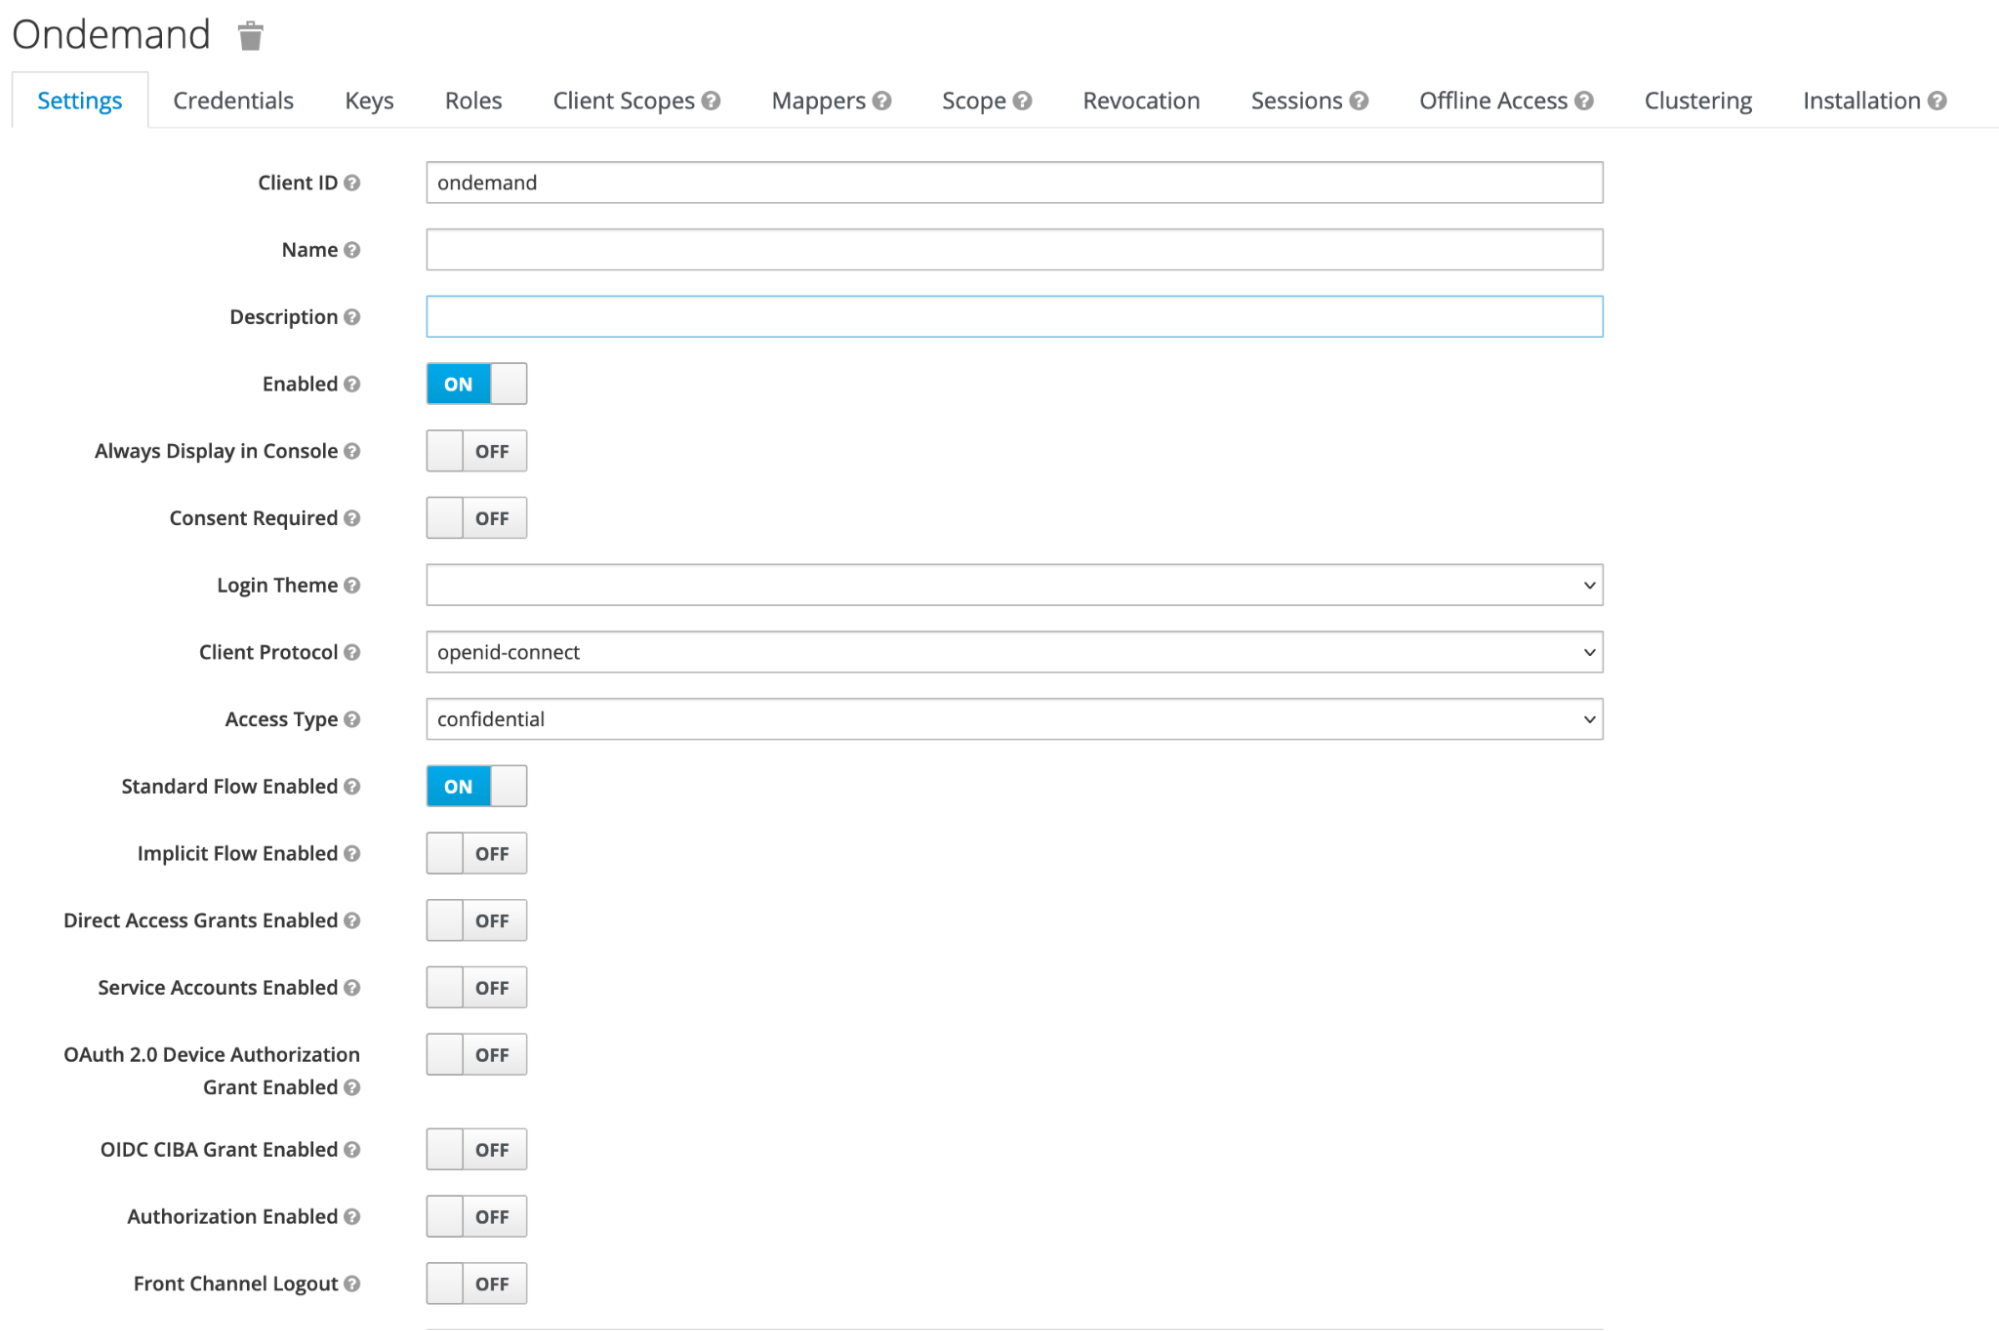 Ondemand
Settings Credentials Keys Roles Client Scopes Mappers Scope Revocation Sessions Offline Access Clustering Installation
Client ID ondemand
Name
Description
Enabled ON
Always Display in Console OFF
Consent Required OFF
Login Theme
Client Protocol openid-connect
Access Type confidential
Standard Flow Enabled ON
Implicit Flow Enabled OFF
Direct Access Grants Enabled OFF
Service Accounts Enabled OFF
OAuth 2.0 Device Authorization OFF
Grant Enabled
OIDC CIBA Grant Enabled OFF
Authorization Enabled OFF
Front Channel Logout OFF